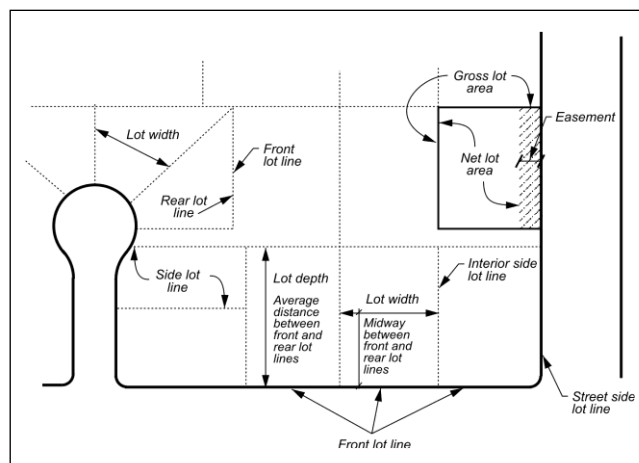 Gross lot
area
Easement
Lot width
Front
lot line
Net lot
area
Rear lot
line
Side lot
line
Lot depth
Average
distance
between
front and
rear lot
lines
Lot width
Midway
between
front and
rear lot
lines
Interior side
lot line
Street side
lot line
Front lot line